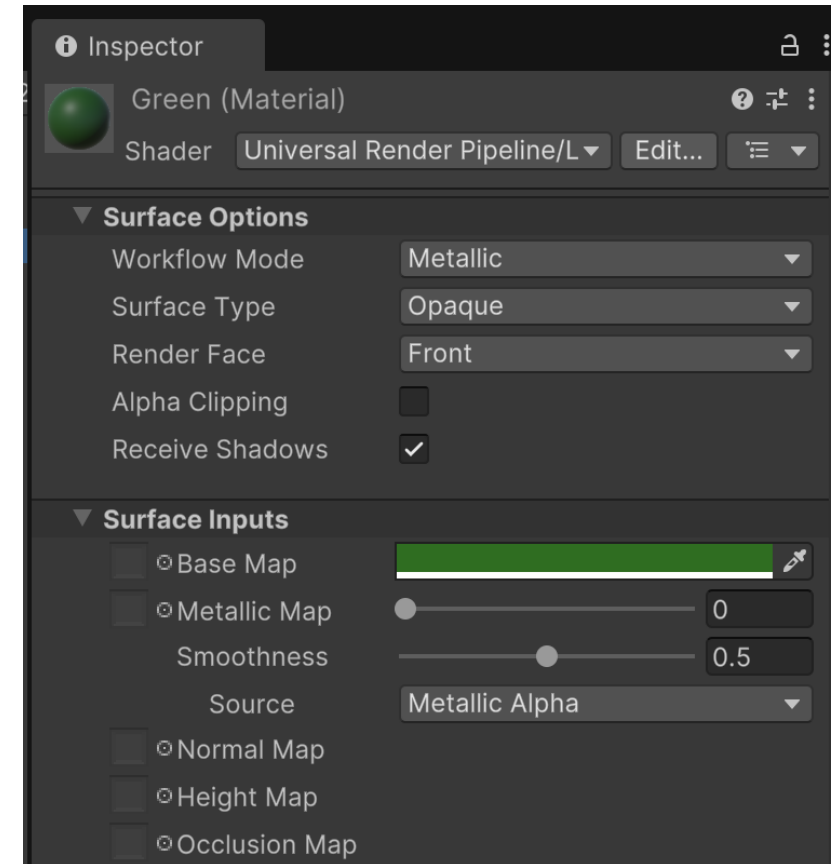 Inspector
Green (Material)
Shader Universal Render Pipeline/L Edit...
Surface Options
Workflow Mode Metallic
Surface Type Opaque
Render Face Front
Alpha Clipping
Receive Shadows
Surface Inputs
Base Map
Metallic Map 0
Smoothness 0.5
Source Metallic Alpha
Normal Map
Height Map
Occlusion Map